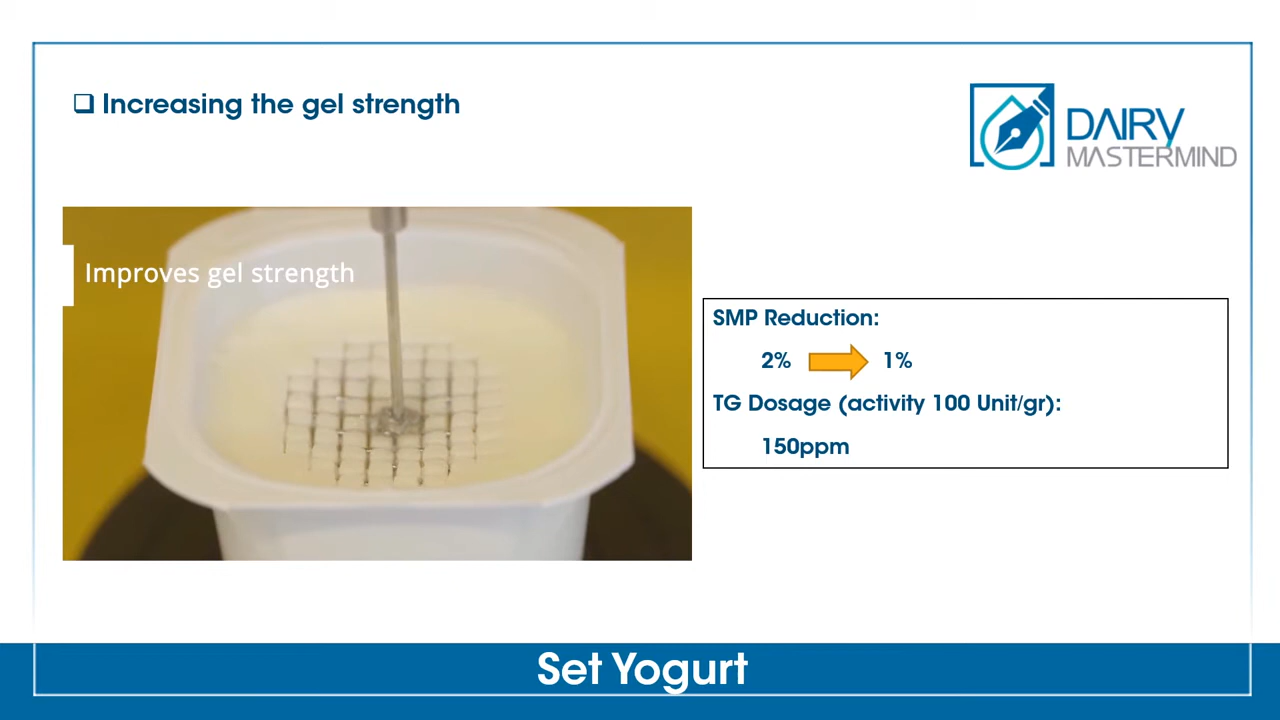 ❑ Increasing the gel strength
DAIRY
MASTERMIND
Improves gel strength
SMP Reduction:
2% 1%
TG Dosage (activity 100 Unit/gr):
150ppm
Set Yogurt